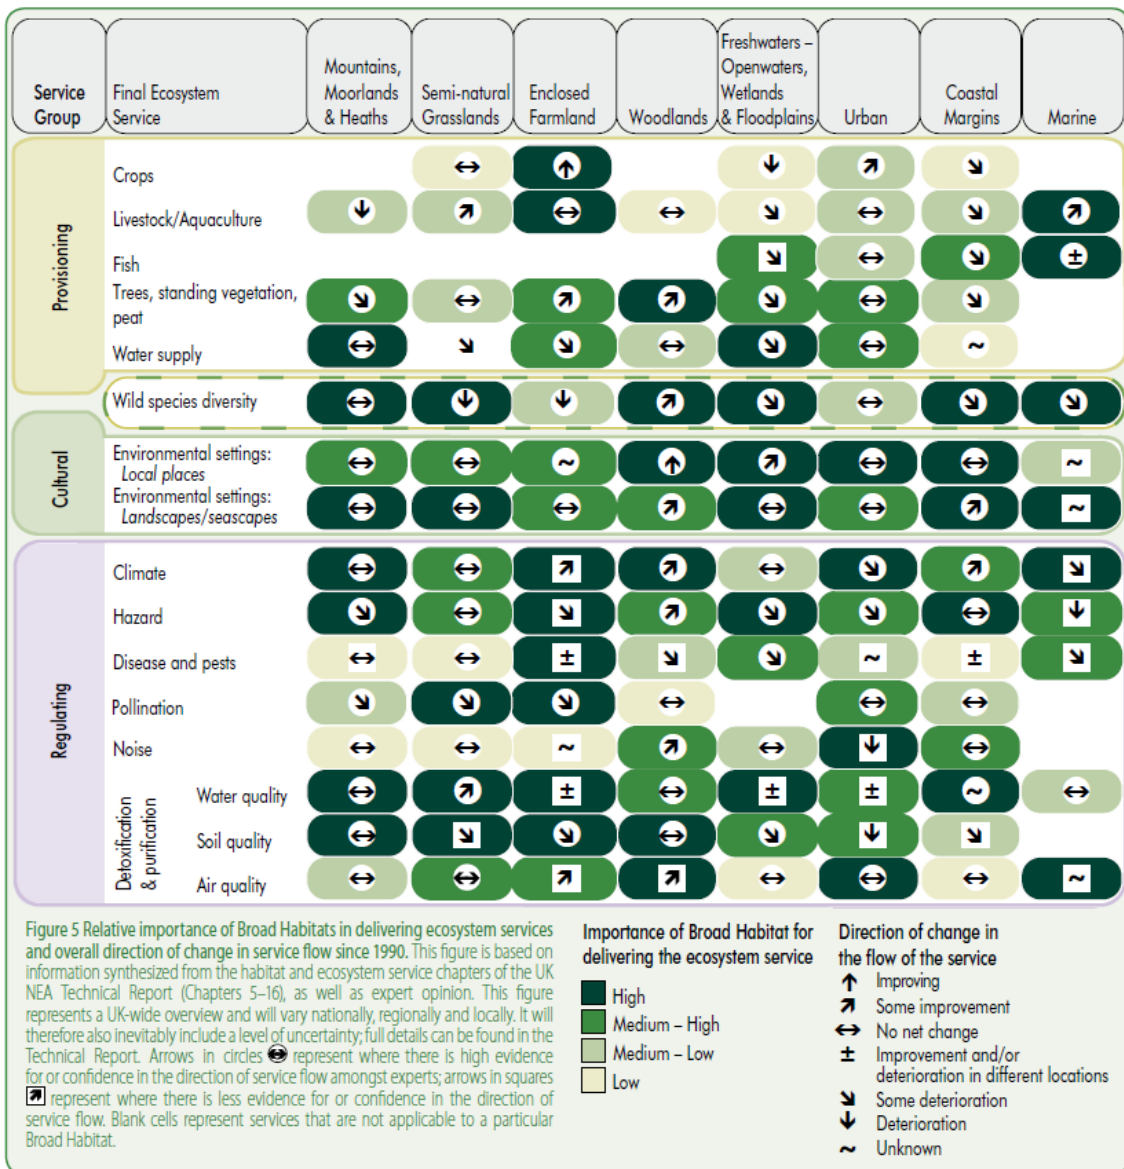 Service Group
Final Ecosystem Service
Mountains, Moorlands & Heaths
Semi-natural Grasslands
Enclosed Farmland
Woodlands
Freshwaters – Openwaters, Wetlands & Floodplains
Urban
Coastal Margins
Marine
Provisioning
Crops
Livestock/Aquaculture
Fish
Trees, standing vegetation,
peat
Water supply
Wild species diversity
Cultural
Environmental settings:
Local places
Environmental settings:
Landscapes/seascapes
Regulating
Climate
Hazard
Disease and pests
Pollination
Noise
Detoxification
& purification
Water quality
Soil quality
Air quality
Figure 5 Relative importance of Broad Habitats in delivering ecosystem services
and overall direction of change in service flow since 1990. This figure is based on
information synthesized from the habitat and ecosystem service chapters of the UK
NEA Technical Report (Chapters 5–16), as well as expert opinion. This figure
represents a UK-wide overview and will vary nationally, regionally and locally. It will
therefore also inevitably include a level of uncertainty; full details can be found in the
Technical Report. Arrows in circles ↔ represent where there is high evidence
for or confidence in the direction of service flow amongst experts; arrows in squares
↗ represent where there is less evidence for or confidence in the direction of
service flow. Blank cells represent services that are not applicable to a particular
Broad Habitat.
Importance of Broad Habitat for
delivering the ecosystem service
High
Medium – High
Medium – Low
Low
Direction of change in
the flow of the service
↑ Improving
↗ Some improvement
↔ No net change
± Improvement and/or
deterioration in different locations
↘ Some deterioration
↓ Deterioration
~ Unknown